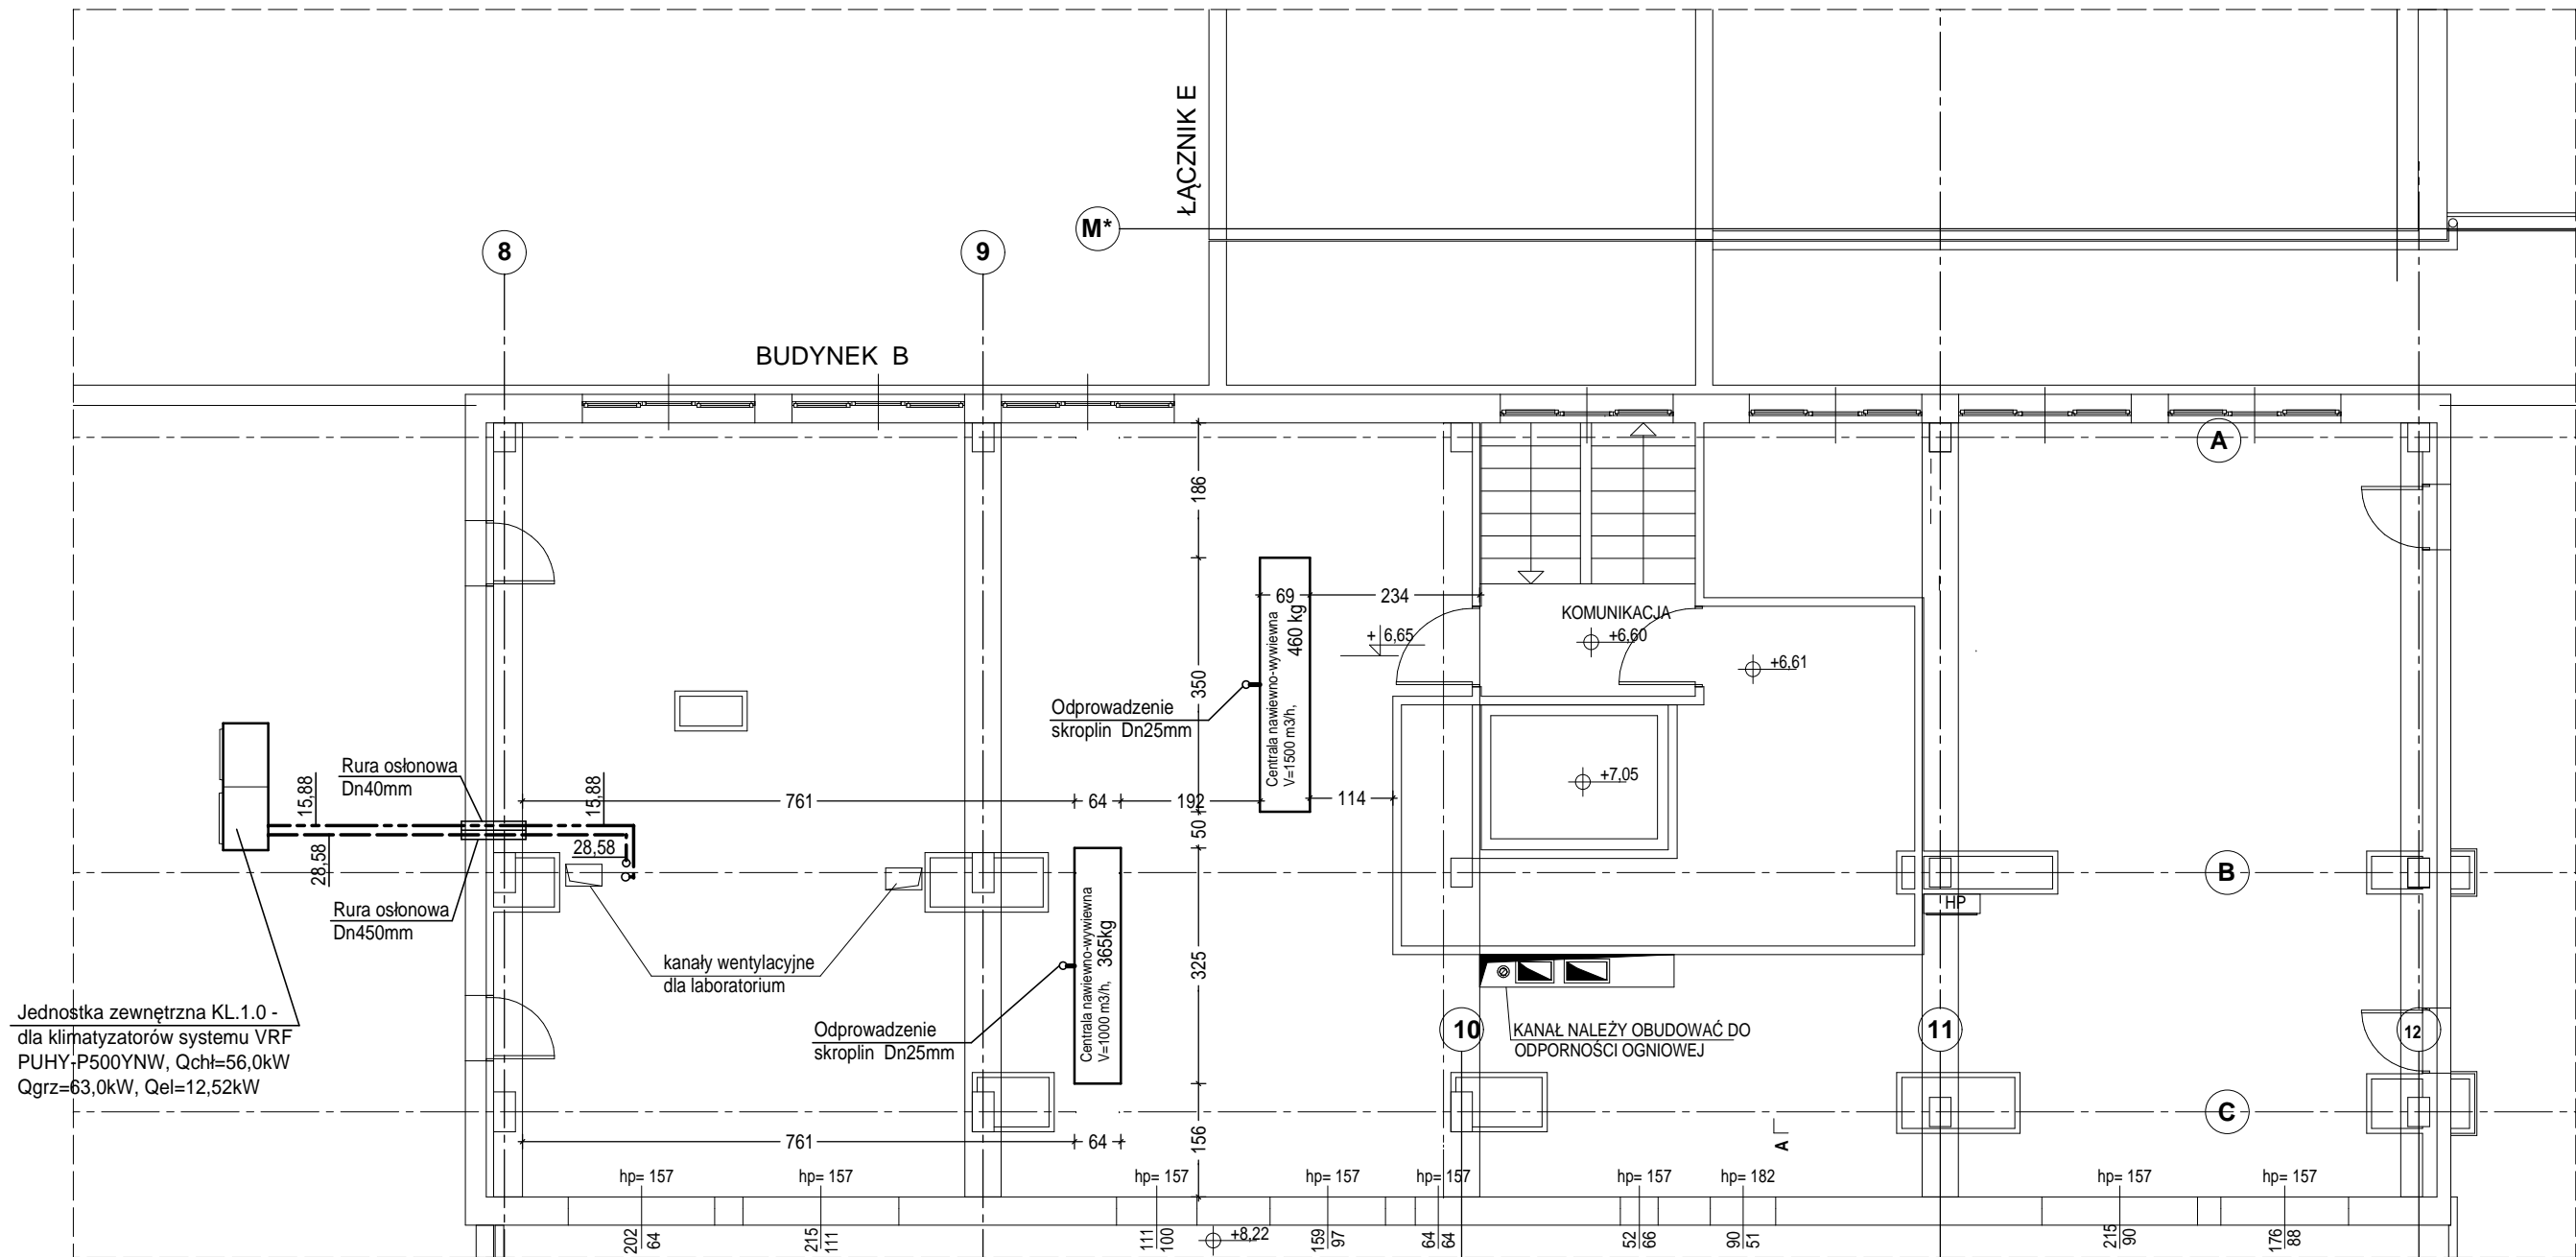 ŁĄCZNIK E
M*
8
9
BUDYNEK  B
A
186
69
234
KOMUNIKACJA
+ 6,65
+6,60
+6,61
Centrala nawiewno-wywiewna
V=1500 m3/h,
460 kg
350
Odprowadzenie
skroplin  Dn25mm
Rura osłonowa
Dn40mm
15,88
15,88
761
64
192
114
+7,05
50
28,58
28,58
B
HP
Rura osłonowa
Dn450mm
kanały wentylacyjne
dla laboratorium
Centrala nawiewno-wywiewna
V=1000 m3/h,   365kg
325
Jednostka zewnętrzna KL.1.0 -
dla klimatyzatorów systemu VRF
PUHY-P500YNW, Qchł=56,0kW
Qgrz=63,0kW, Qel=12,52kW
Odprowadzenie
skroplin  Dn25mm
10
KANAŁ NALEŻY OBUDOWAĆ DO
ODPORNOŚCI OGNIOWEJ
11
12
C
761
64
156
A
hp= 157
hp= 157
hp= 157
hp= 157
hp= 157
hp= 157
hp= 182
hp= 157
hp= 157
202
64
215
111
111
100
+8,22
159
97
64
64
52
66
90
51
215
90
176
88